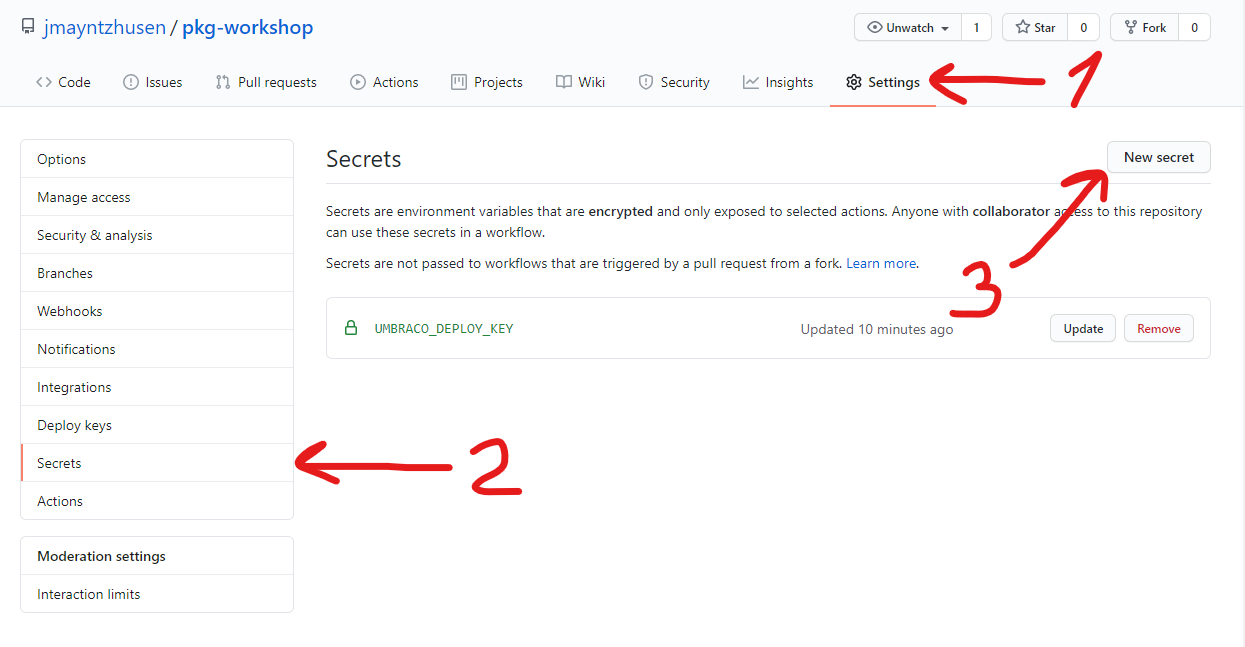 jmayntzhusen / pkg-workshop
Unwatch 1 Star 0 Fork 0
Code Issues Pull requests Actions Projects Wiki Security Insights Settings 1
Options
Manage access
Security & analysis
Branches
Webhooks
Notifications
Integrations
Deploy keys
Secrets 2
Actions
Moderation settings
Interaction limits
Secrets
New secret
Secrets are environment variables that are encrypted and only exposed to selected actions. Anyone with collaborator access to this repository
can use these secrets in a workflow.
Secrets are not passed to workflows that are triggered by a pull request from a fork. Learn more.
3
UMBRACO_DEPLOY_KEY Updated 10 minutes ago Update Remove